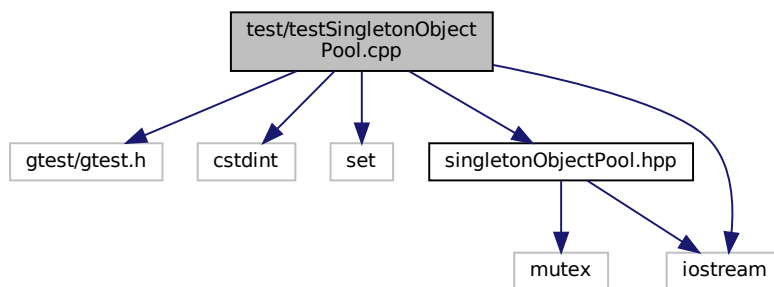 test/testSingletonObject
Pool.cpp
gtest/gtest.h
cstdint
set
singletonObjectPool.hpp
mutex
iostream